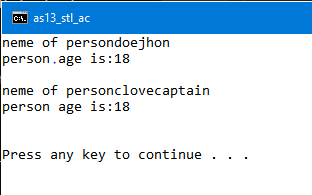 as13_stl_ac
neme of persondoejhon
person.age is:18
neme of personclovecaptain
person age is:18
Press any key to continue . . .